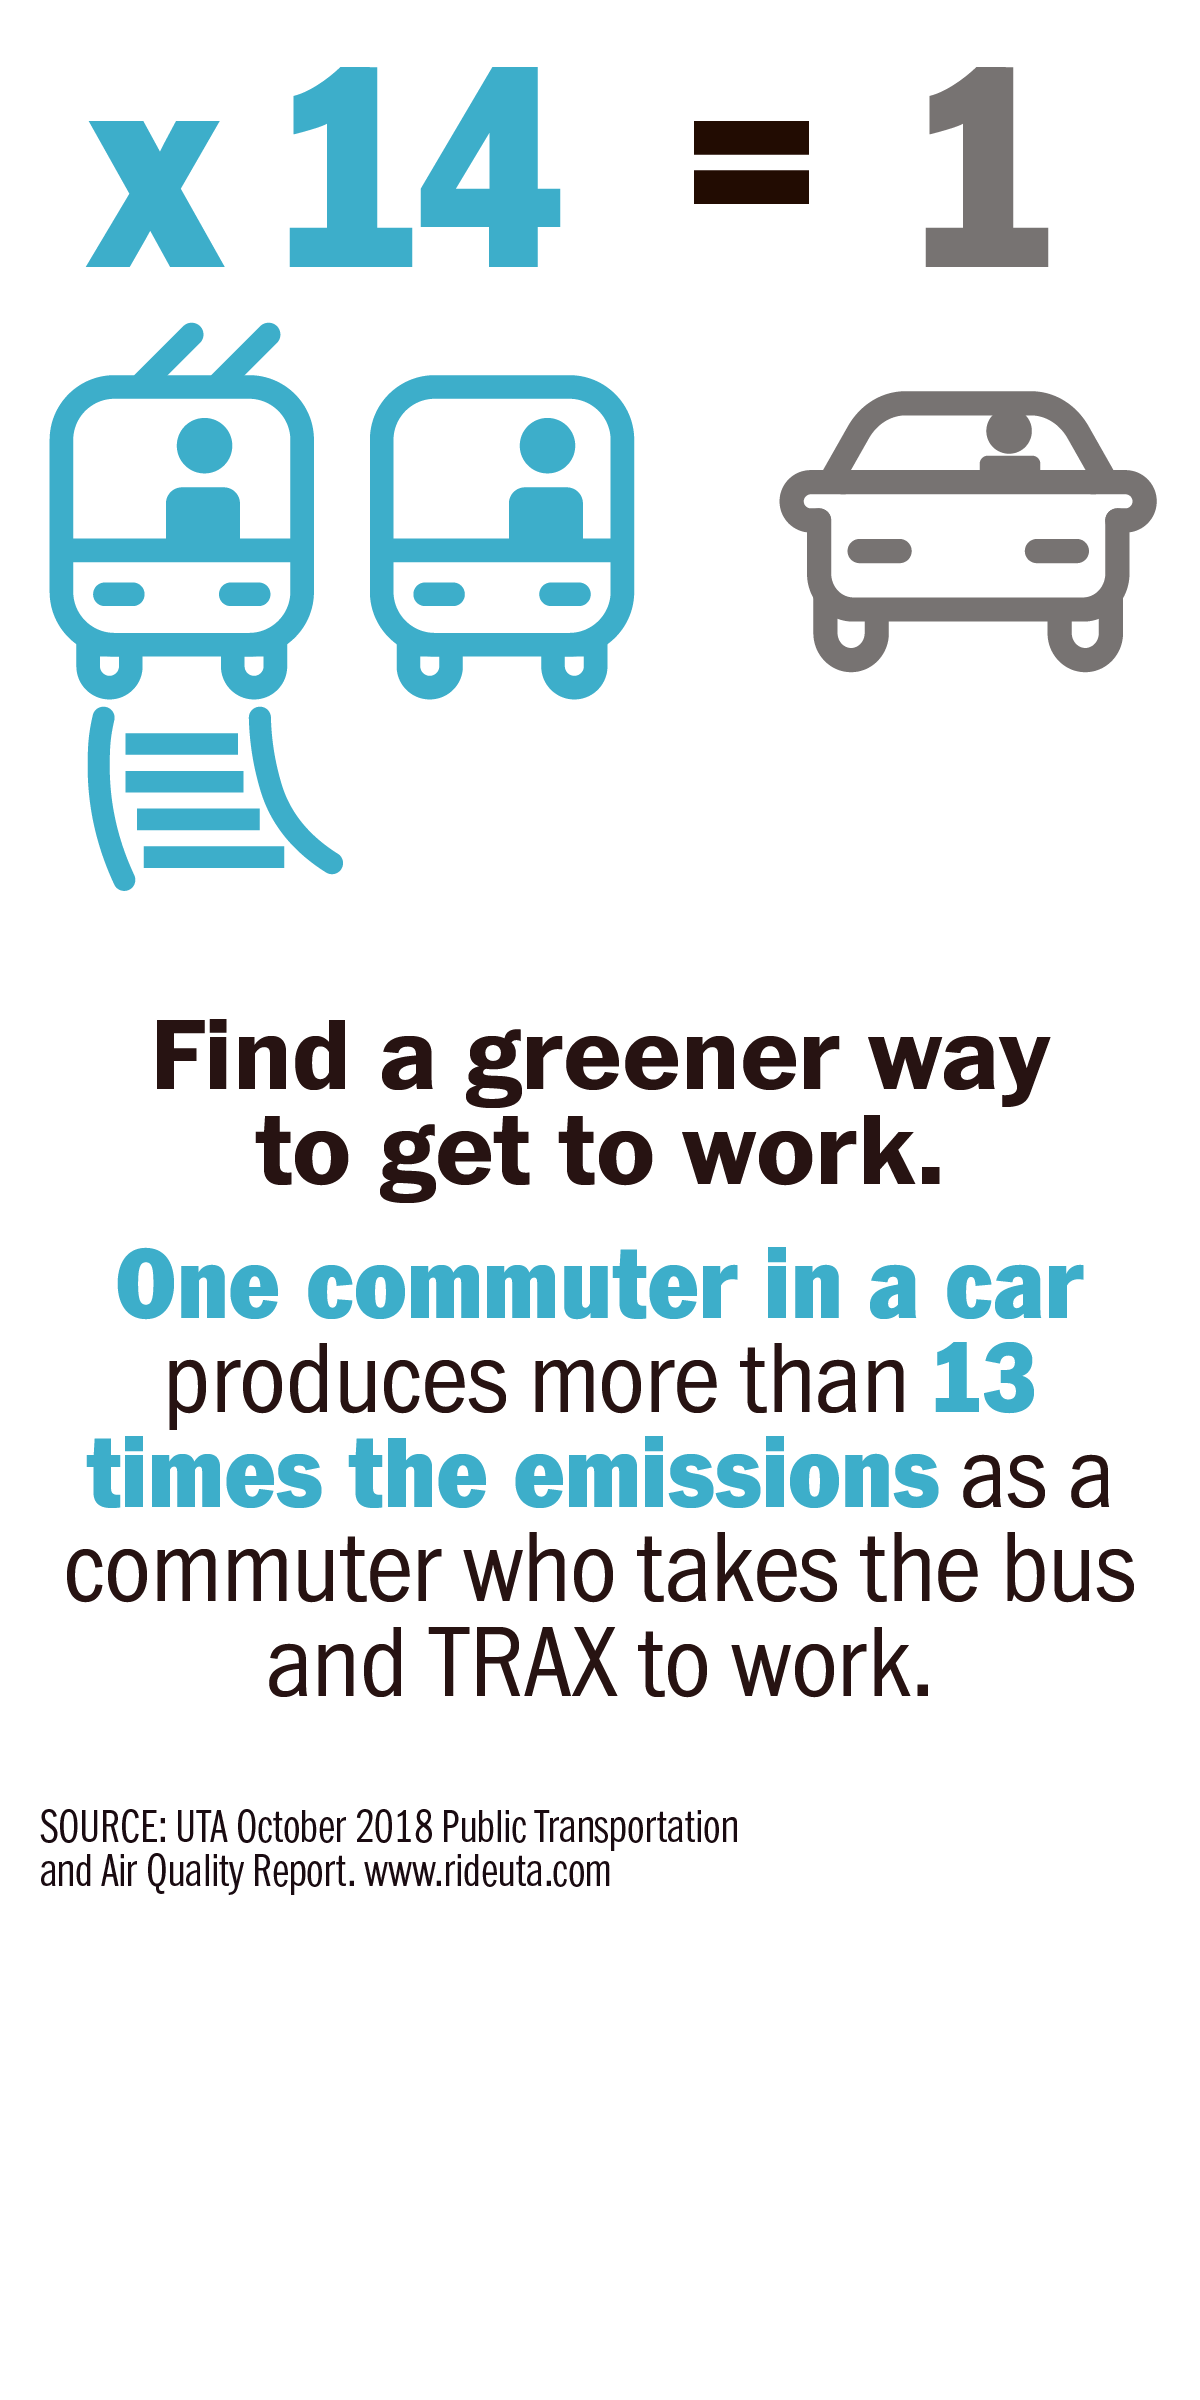 x 14 = 1
Find a greener way
to get to work.
One commuter in a car
produces more than 13
times the emissions as a
commuter who takes the bus
and TRAX to work.
SOURCE: UTA October 2018 Public Transportation
and Air Quality Report. www.rideuta.com